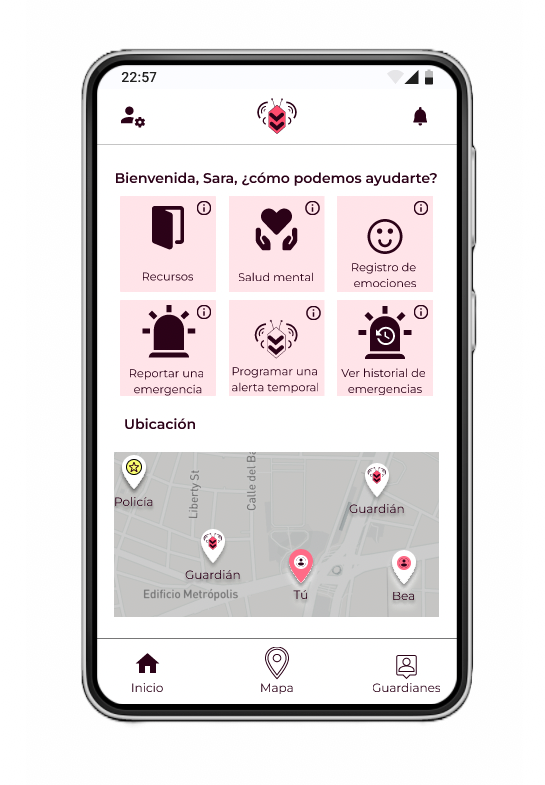 22:57
Bienvenida, Sara, ¿cómo podemos ayudarte?
Recursos
Salud mental
Registro de
emociones
Reportar una
emergencia
Programar una
alerta temporal
Ver historial de
emergencias
Ubicación
Policía
Liberty St
Calle del Ba
Guardián
Guardián
Edificio Metrópolis
Tú
Bea
Inicio
Mapa
Guardianes